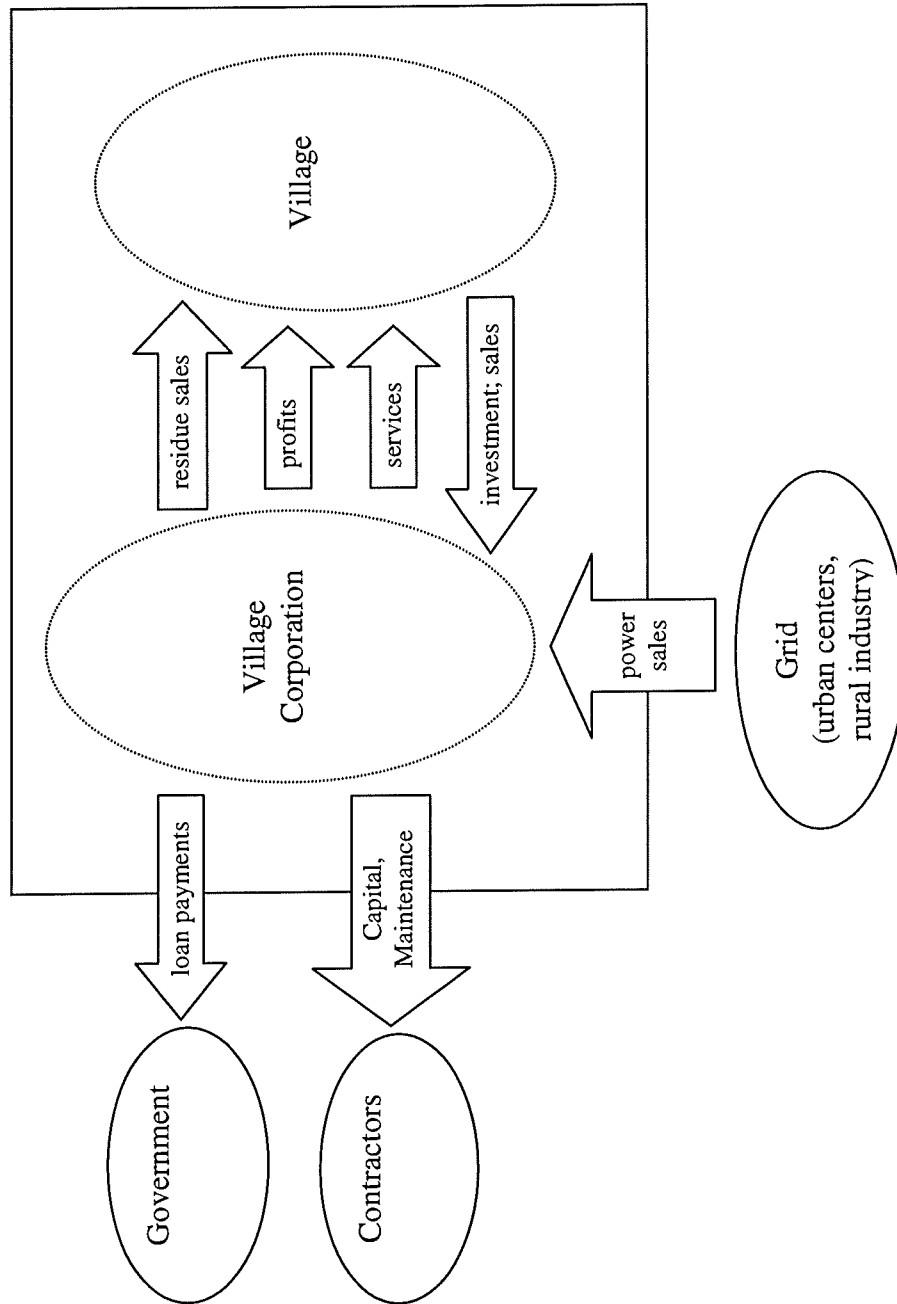 Government
loan payments
Contractors
Capital,
Maintenance
Village
Corporation
residue sales
profits
services
investment; sales
Village
power
sales
Grid
(urban centers,
rural industry)